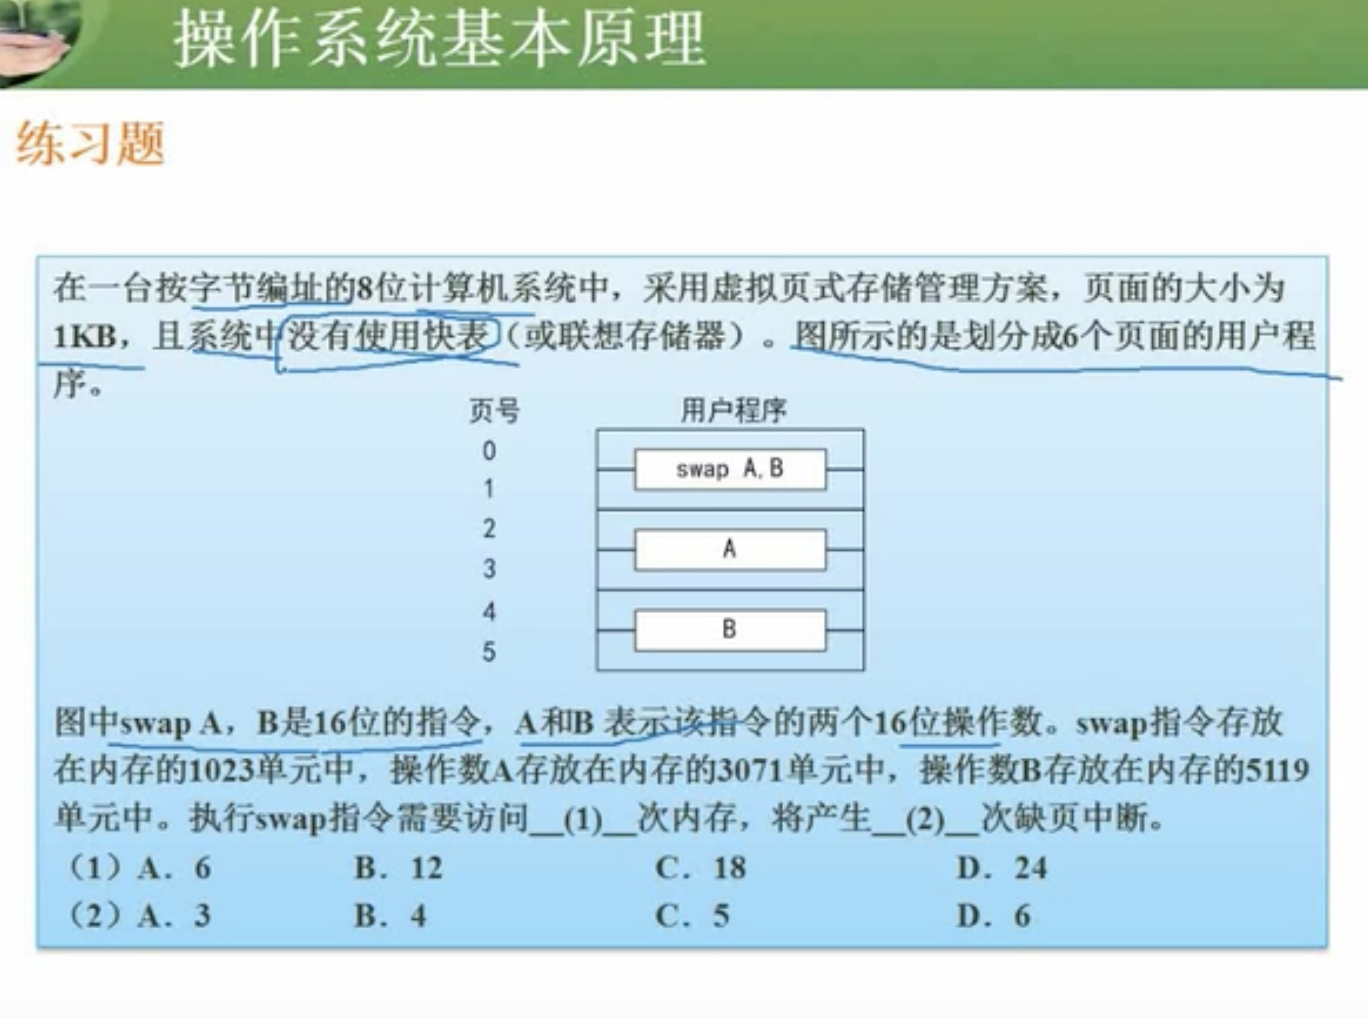 操作系统基本原理
练习题
在一台按字节编址的8位计算机系统中，采用虚拟页式存储管理方案，页面的大小为
1KB，且系统中没有使用快表（或联想存储器）。图所示的是划分成6个页面的用户程
序。
页号 用户程序
0
swap A,B
1
2
A
3
4
B
5
图中swap A，B是16位的指令，A和B 表示该指令的两个16位操作数。swap指令存放
在内存的1023单元中，操作数A存放在内存的3071单元中，操作数B存放在内存的5119
单元中。执行swap指令需要访问__(1)__次内存，将产生__(2)__次缺页中断。
（1）A．6 B．12 C．18 D．24
（2）A．3 B．4 C．5 D．6